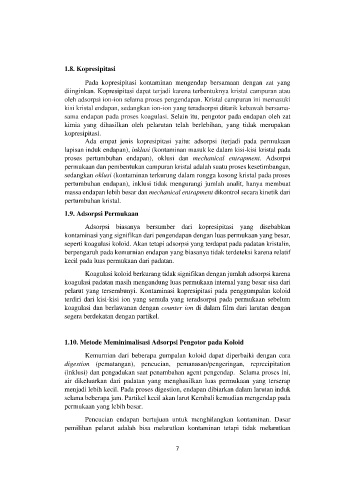 1.8. Kopresipitasi
Pada kopresipitasi kontaminan mengendap bersamaan dengan zat yang
diinginkan. Kopresipitasi dapat terjadi karena terbentuknya kristal campuran atau
oleh adsorpsi ion-ion selama proses pengendapan. Kristal campuran ini memasuki
kisi kristal endapan, sedangkan ion-ion yang teradsorpsi ditarik kebawah bersama-
sama endapan pada proses koagulasi. Selain itu, pengotor pada endapan oleh zat
kimia yang dihasilkan oleh pelarutan telah berlebihan, yang tidak merupakan
kopresipitasi.
Ada empat jenis kopresipitasi yaitu: adsorpsi (terjadi pada permukaan
lapisan induk endapan), inklusi (kontaminan masuk ke dalam kisi-kisi kristal pada
proses pertumbuhan endapan), oklusi dan mechanical entrapment. Adsorpsi
permukaan dan pembentukan campuran kristal adalah suatu proses kesetimbangan,
sedangkan oklusi (kontaminan terkurung dalam rongga kosong kristal pada proses
pertumbuhan endapan), inklusi tidak mengurangi jumlah analit, hanya membuat
massa endapan lebih besar dan mechanical entrapment dikontrol secara kinetik dari
pertumbuhan kristal.
1.9. Adsorpsi Permukaan
Adsorpsi biasanya bersumber dari kopresipitasi yang disebabkan
kontaminasi yang signifikan dari pengendapan dengan luas permukaan yang besar,
seperti koagulasi koloid. Akan tetapi adsorpsi yang terdapat pada padatan kristalin,
berpengaruh pada kemurnian endapan yang biasanya tidak terdeteksi karena relatif
kecil pada luas permukaan dari padatan.
Koagulasi koloid berkurang tidak signifikan dengan jumlah adsorpsi karena
koagulasi padatan masih mengandung luas permukaan internal yang besar sisa dari
pelarut yang tersembunyi. Kontaminasi kopresipitasi pada penggumpalan koloid
terdiri dari kisi-kisi ion yang semula yang teradsorpsi pada permukaan sebelum
koagulasi dan berlawanan dengan counter ion di dalam film dari larutan dengan
segera berdekatan dengan partikel.
1.10. Metode Meminimalisasi Adsorpsi Pengotor pada Koloid
Kemurnian dari beberapa gumpalan koloid dapat diperbaiki dengan cara
digestion (pematangan), pencucian, pemanasan/pengeringan, represipitation
(inklusi) dan pengadukan saat penambahan agent pengendap. Selama proses ini,
air dikeluarkan dari padatan yang menghasilkan luas permukaan yang terserap
menjadi lebih kecil. Pada proses digestion, endapan dibiarkan dalam larutan induk
selama beberapa jam. Partikel kecil akan larut Kembali kemudian mengendap pada
permukaan yang lebih besar.
Pencucian endapan bertujuan untuk menghilangkan kontaminan. Dasar
pemilihan pelarut adalah bisa melarutkan kontaminan tetapi tidak melarutkan
7